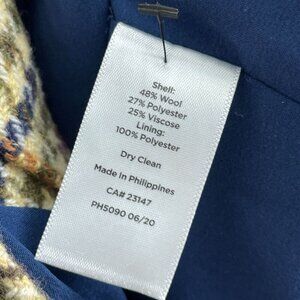 Shell:
48% Wool
27% Polyester
25% Viscose
Lining:
100% Polyester
Dry Clean
Made in Philippines
CA# 23147
PH5090 06/20